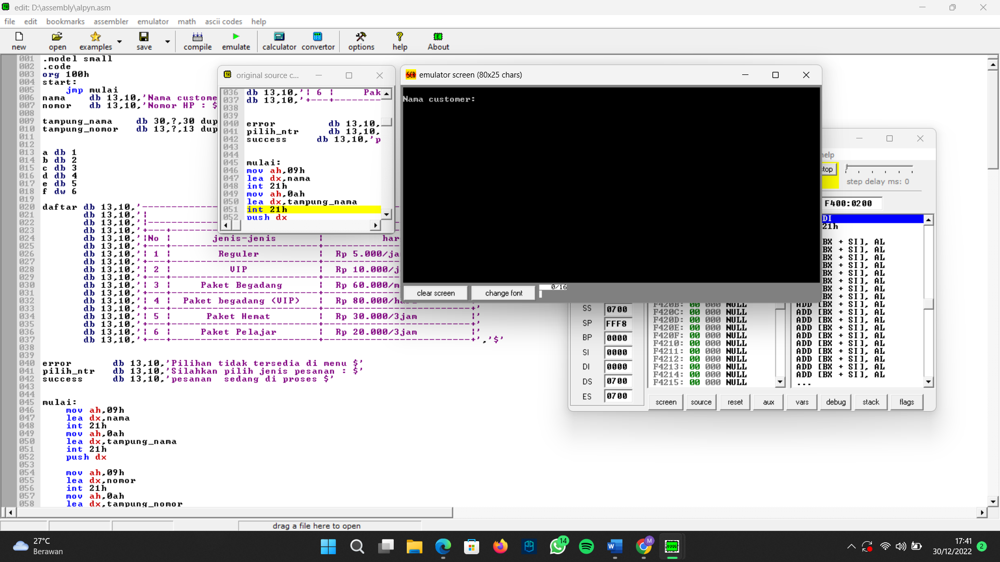 edit: D:\assembly\alpyn.asm
file edit bookmarks assembler emulator math ascii codes help
new open examples save compile emulate calculator convertor options help About
001 .model small
002 .code
003 org 100h
004 start:
005 jmp mulai
006 nama db 13,10,'Nama custome
007 nomor db 13,10,'Nomor HP : $
008
009 tampung_nama db 30,?,30 dup
010 tampung_nomor db 13,?,13 dup
011
012
013 a db 1
014 b db 2
015 c db 3
016 d db 4
017 e db 5
018 f dw 6
019
020 daftar db 13,10,'--------------
021 db 13,10,'¦
022 db 13,10,'¦--------------
023 db 13,10,'+---+----------
024 db 13,10,'¦No ¦ jenis-jenis ¦ har
025 db 13,10,'+---+-------------------------+-------------
026 db 13,10,'¦ 1 ¦ Reguler ¦ Rp 5.000/ja
027 db 13,10,'+---+-------------------------+-------------
028 db 13,10,'¦ 2 ¦ VIP ¦ Rp 10.000/j
029 db 13,10,'+---+-------------------------+-------------
030 db 13,10,'¦ 3 ¦ Paket Begadang ¦ Rp 60.000/m
031 db 13,10,'+---+-------------------------+-------------
032 db 13,10,'¦ 4 ¦ Paket begadang (VIP) ¦ Rp 80.000/ha
033 db 13,10,'+---+-------------------------+-------------------------+'
034 db 13,10,'¦ 5 ¦ Paket Hemat ¦ Rp 30.000/3jam ¦'
035 db 13,10,'+---+-------------------------+-------------------------+'
036 db 13,10,'¦ 6 ¦ Paket Pelajar ¦ Rp 20.000/3jam ¦'
037 db 13,10,'+---+-------------------------+-------------------------+','$'
038
039
040 error db 13,10,'Pilihan tidak tersedia di menu $'
041 pilih_ntr db 13,10,'Silahkan pilih jenis pesanan : $'
042 success db 13,10,'pesanan  sedang di proses $'
043
044
045 mulai:
046 mov ah,09h
047 lea dx,nama
048 int 21h
049 mov ah,0ah
050 lea dx,tampung_nama
051 int 21h
052 push dx
053
054 mov ah,09h
055 lea dx,nomor
056 int 21h
057 mov ah,0ah
058 lea dx,tampung_nomor
drag a file here to open
original source c...
036 db 13,10,'¦ 6 ¦ Pak
037 db 13,10,'+---+--------
038
039
040 error db 13,10,
041 pilih_ntr db 13,10,
042 success db 13,10,'p
043
044
045 mulai:
046 mov ah,09h
047 lea dx,nama
048 int 21h
049 mov ah,0ah
050 lea dx,tampung_nama
051 int 21h
052 push dx
emulator screen (80x25 chars)
Nama customer:
clear screen change font 0/16
help
top
step delay ms: 0
F400:0200
DI
21h
BX + SI], AL
BX + SI], AL
BX + SI], AL
BX + SI], AL
BX + SI], AL
BX + SI], AL
BX + SI], AL
BX + SI], AL
SS 0700
SP FFF8
BP 0000
SI 0000
DI 0000
DS 0700
ES 0700
F420B: 00 000 NULL
F420C: 00 000 NULL
F420D: 00 000 NULL
F420E: 00 000 NULL
F420F: 00 000 NULL
F4210: 00 000 NULL
F4211: 00 000 NULL
F4212: 00 000 NULL
F4213: 00 000 NULL
F4214: 00 000 NULL
F4215: 00 000 NULL
ADD [BX + SI], AL
ADD [BX + SI], AL
ADD [BX + SI], AL
ADD [BX + SI], AL
ADD [BX + SI], AL
ADD [BX + SI], AL
ADD [BX + SI], AL
ADD [BX + SI], AL
ADD [BX + SI], AL
ADD [BX + SI], AL
...
screen source reset aux vars debug stack flags
27°C
Berawan
14
17:41
30/12/2022
2